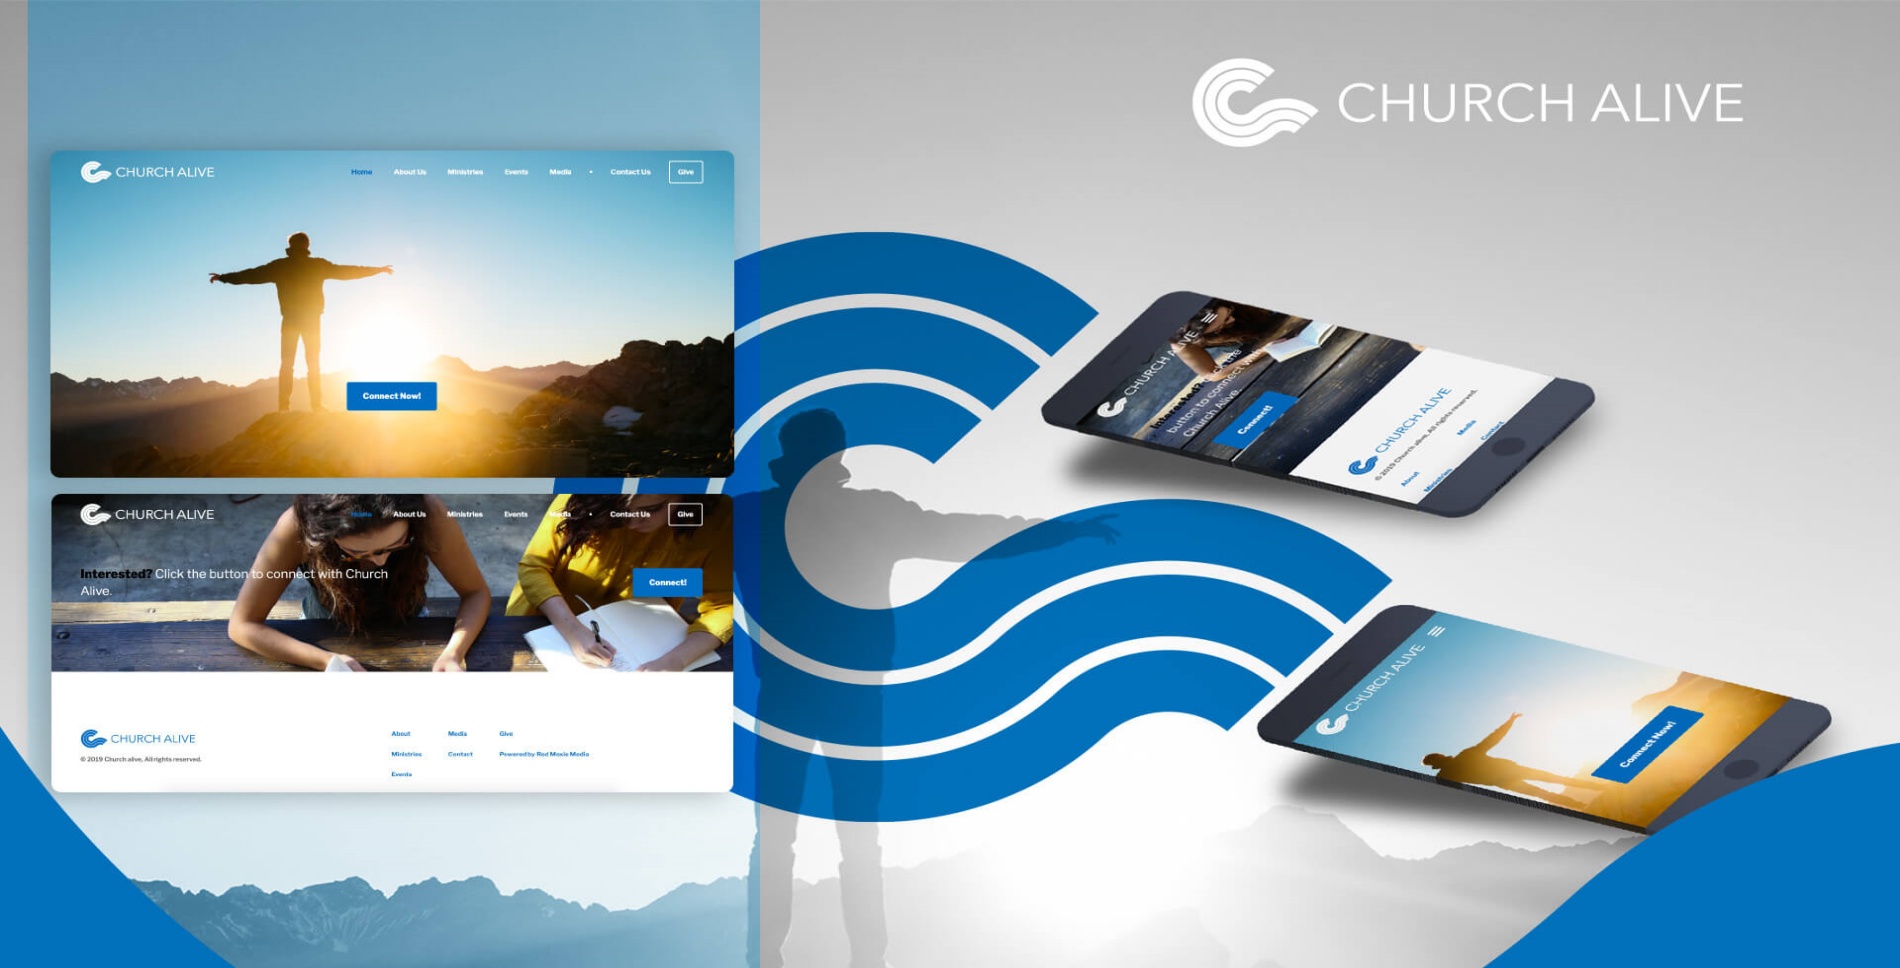 CHURCH ALIVE
CHURCH ALIVE
Home About Us Ministries Events Media • Contact Us Give
Connect Now!
CHURCH ALIVE
Home About Us Ministries Events Media • Contact Us Give
Interested? Click the button to connect with Church
Alive.
Connect!
CHURCH ALIVE
© 2019 Church alive, All rights reserved.
About Media Give
Ministries Contact Powered by Red Moxie Media
Events
CHURCH ALIVE
button to connect with
Church Alive.
Connect!
CHURCH ALIVE
© 2019 Church alive, All rights reserved.
About Media
Ministries Contact
CHURCH ALIVE
Connect Now!